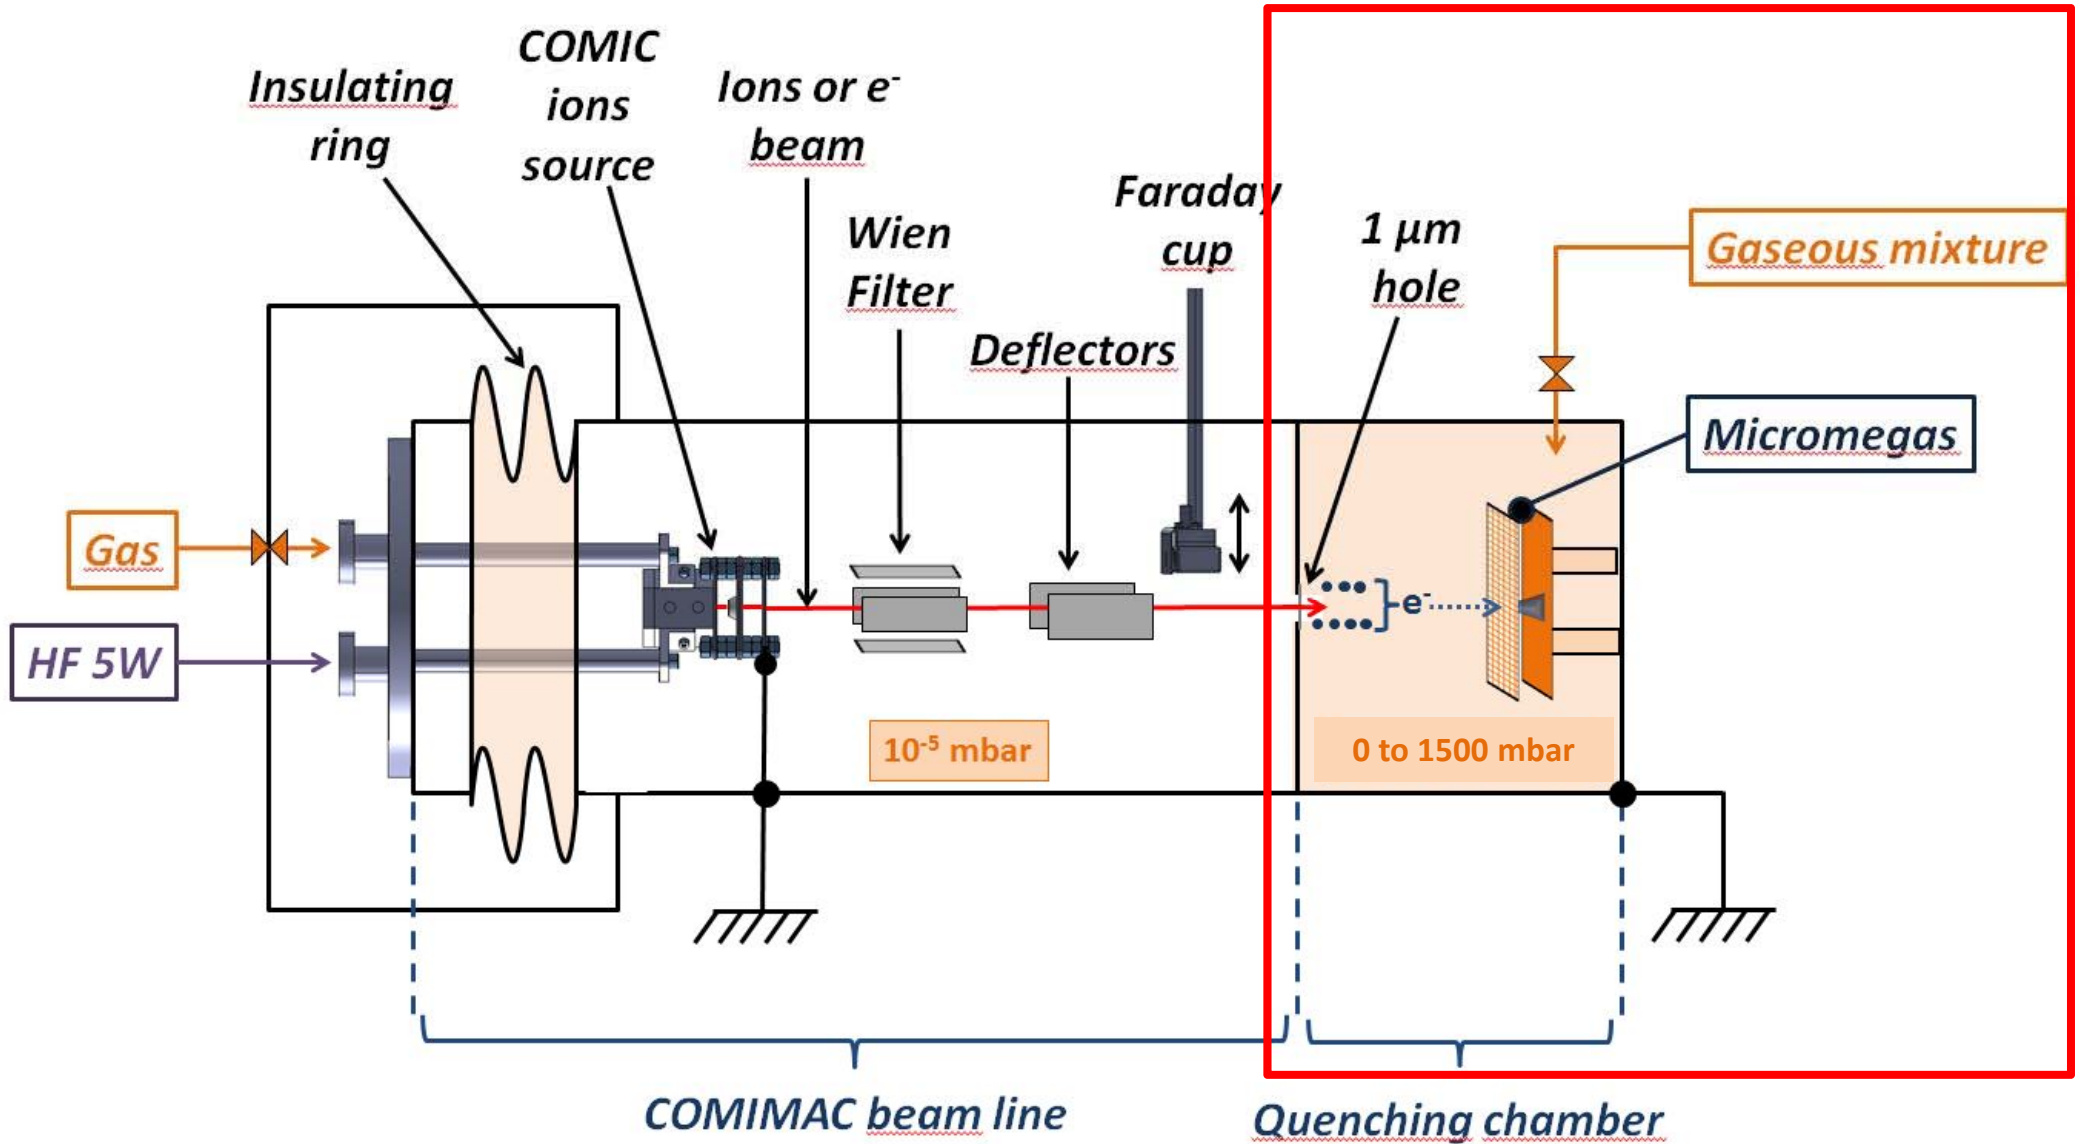 COMIC
ions
source
Insulating
ring
Ions or e⁻
beam
Faraday
cup
Wien
Filter
1 µm
hole
Gaseous mixture
Deflectors
Micromegas
Gas
HF 5W
e⁻
10⁻⁵ mbar
0 to 1500 mbar
COMIMAC beam line
Quenching chamber